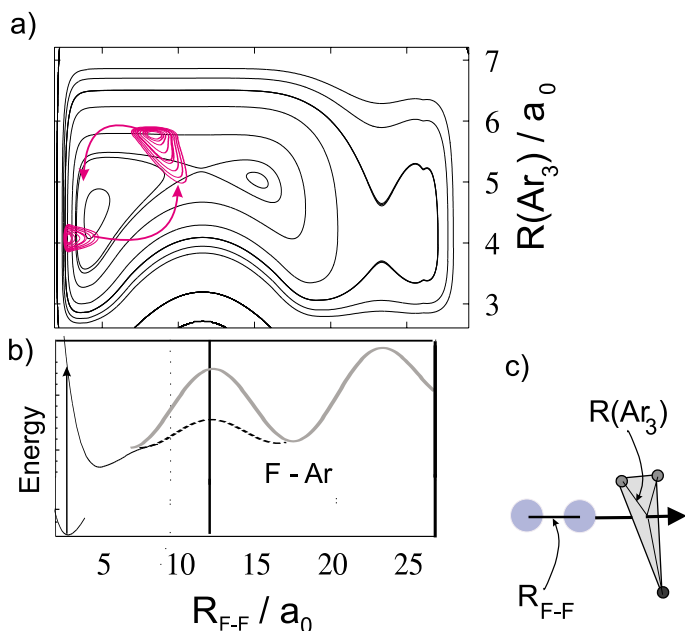 a)
7
6
5
4
3
R(Ar3) / a0
b)
Energy
F - Ar
5
10
15
20
25
RF-F / a0
c)
R(Ar3)
RF-F